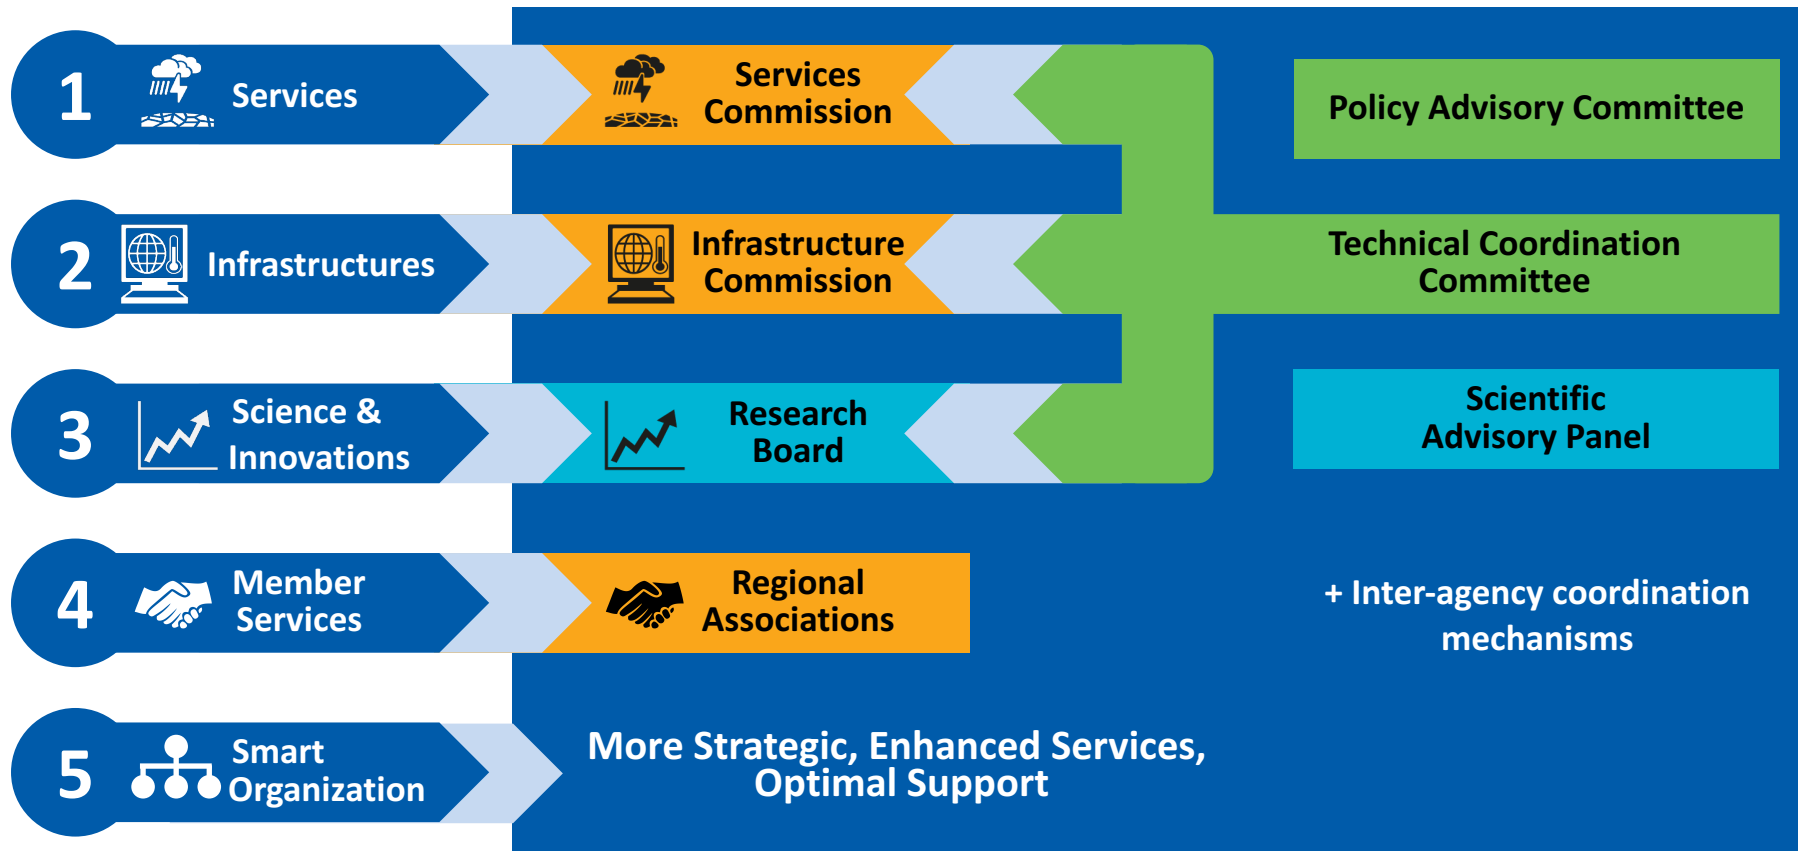 1
Services
Services
Commission
Policy Advisory Committee
2
Infrastructures
Infrastructure
Commission
Technical Coordination
Committee
3
Science &
Innovations
Research
Board
Scientific
Advisory Panel
4
Member
Services
Regional
Associations
+ Inter-agency coordination
mechanisms
5
Smart
Organization
More Strategic, Enhanced Services,
Optimal Support